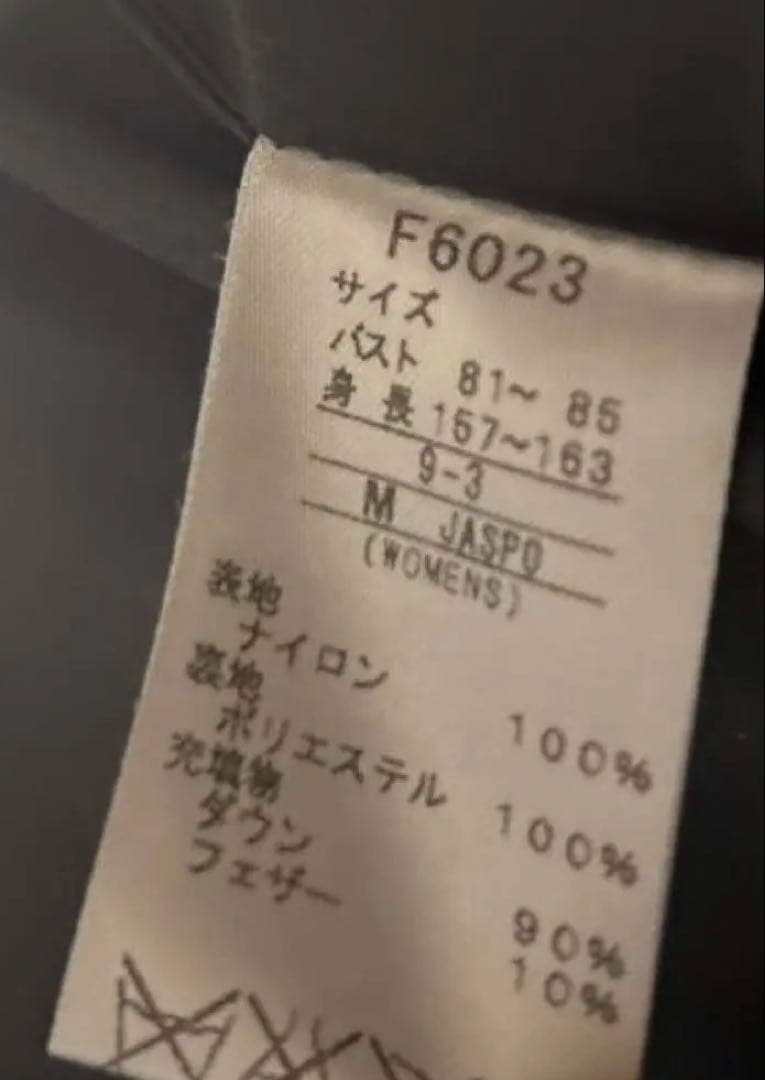 F6023
サイズ
バスト 81～ 85
身 長 157～163
9-3
M JASPO
(WOMENS)
表地
ナイロン 100%
裏地
ポリエステル 100%
充填物
ダウン 90%
フェザー 10%